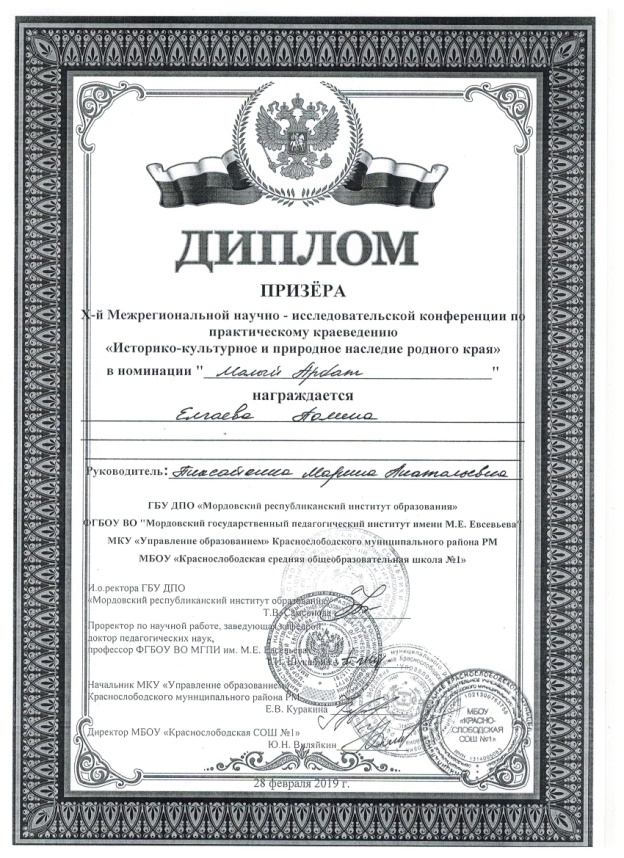 ДИПЛОМ
ПРИЗЁРА
X-й Межрегиональной научно - исследовательской конференции по
практическому краеведению
«Историко-культурное и природное наследие родного края»
в номинации " Малый Арбат "
награждается
Елгаева Полина
Руководитель: Марина Анатольевна
ГБУ ДПО «Мордовский республиканский институт образования»
ФГБОУ ВО "Мордовский государственный педагогический институт имени М.Е. Евсевьева"
МКУ «Управление образованием» Краснослободского муниципального района РМ
МБОУ «Краснослободская средняя общеобразовательная школа №1»
И.о.ректора ГБУ ДПО
«Мордовский республиканский институт образования»
Т.В. Самсонова
Проректор по научной работе, заведующая кафедрой
доктор педагогических наук,
профессор ФГБОУ ВО МГПИ им. М.Е. Евсевьева
Т.И. Шукшина
Начальник МКУ «Управление образованием»
Краснослободского муниципального района РМ
Е.В. Куракина
Директор МБОУ «Краснослободская СОШ №1»
Ю.Н. Виляйкин
МБОУ
«КРАСНО-
СЛОБОДСКАЯ
СОШ №1»
28 февраля 2019 г.